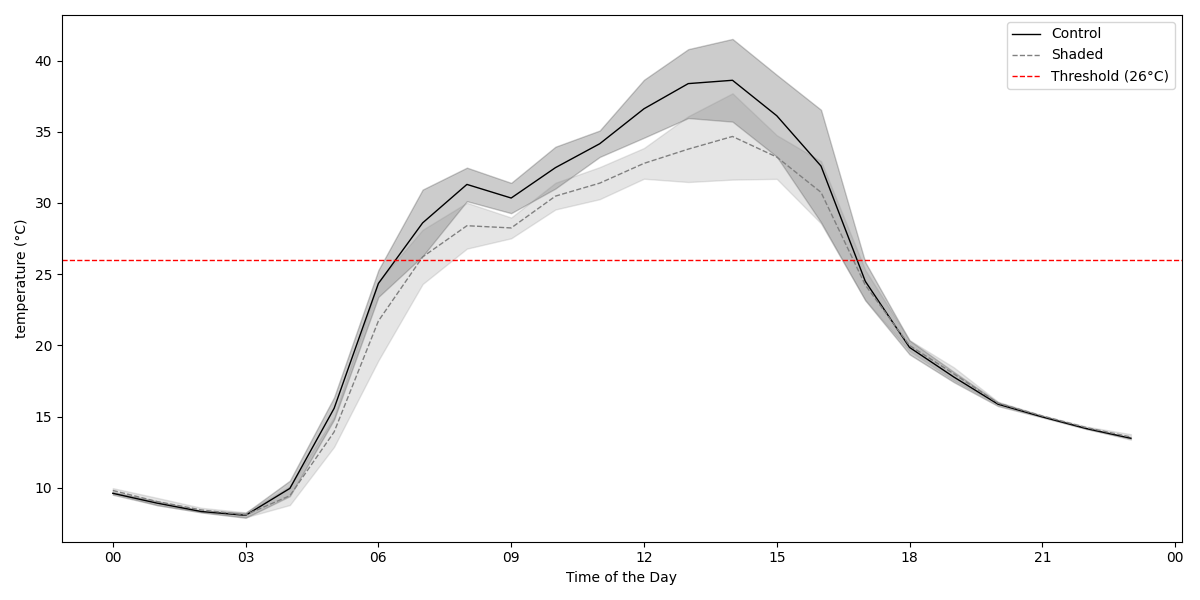 Control
Shaded
Threshold (26°C)
temperature (°C)
40
35
30
25
20
15
10
00 03 06 09 12 15 18 21 00
Time of the Day